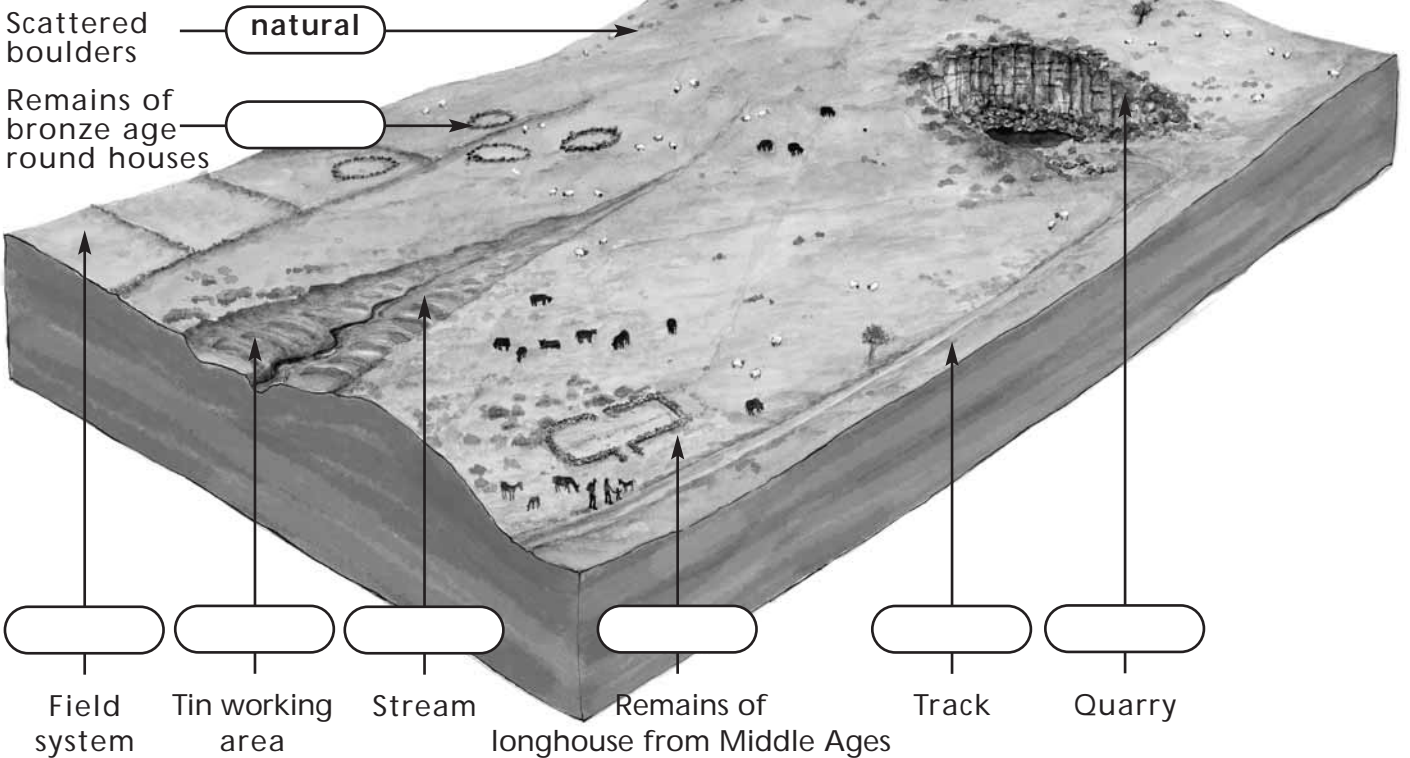 Scattered
boulders
natural
Remains of
bronze age
round houses
Field
system
Tin working
area
Stream
Remains of
longhouse from Middle Ages
Track
Quarry